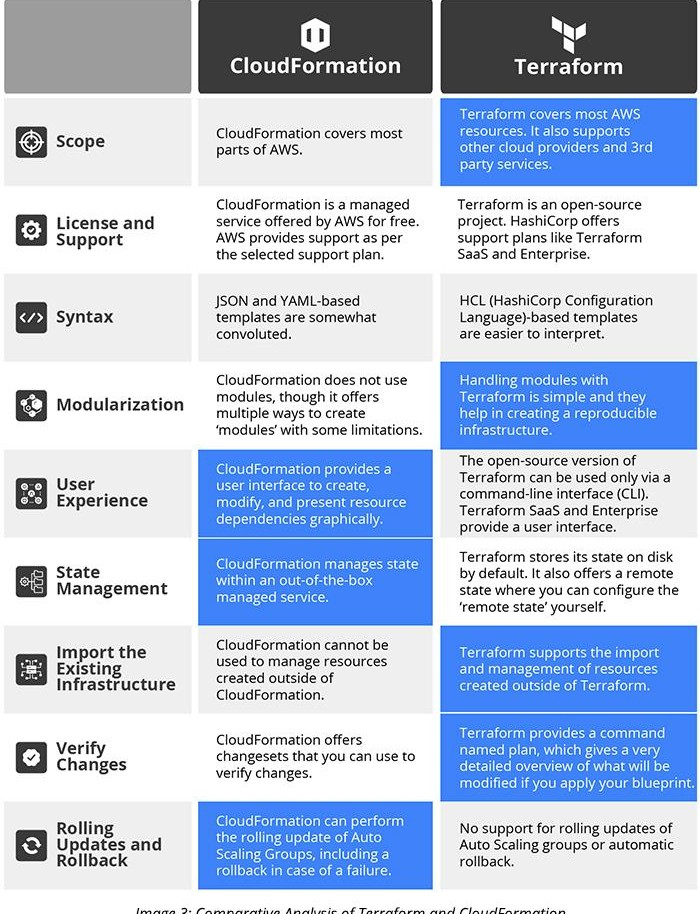 CloudFormation
Terraform
Scope
CloudFormation covers most
parts of AWS.
Terraform covers most AWS
resources. It also supports
other cloud providers and 3rd
party services.
License and
Support
CloudFormation is a managed
service offered by AWS for free.
AWS provides support as per
the selected support plan.
Terraform is an open-source
project. HashiCorp offers
support plans like Terraform
SaaS and Enterprise.
Syntax
JSON and YAML-based
templates are somewhat
convoluted.
HCL (HashiCorp Configuration
Language)-based templates
are easier to interpret.
Modularization
CloudFormation does not use
modules, though it offers
multiple ways to create
‘modules’ with some limitations.
Handling modules with
Terraform is simple and they
help in creating a reproducible
infrastructure.
User
Experience
CloudFormation provides a
user interface to create,
modify, and present resource
dependencies graphically.
The open-source version of
Terraform can be used only via a
command-line interface (CLI).
Terraform SaaS and Enterprise
provide a user interface.
State
Management
CloudFormation manages state
within an out-of-the-box
managed service.
Terraform stores its state on disk
by default. It also offers a remote
state where you can configure the
‘remote state’ yourself.
Import the
Existing
Infrastructure
CloudFormation cannot be
used to manage resources
created outside of
CloudFormation.
Terraform supports the import
and management of resources
created outside of Terraform.
Verify
Changes
CloudFormation offers
changesets that you can use to
verify changes.
Terraform provides a command
named plan, which gives a very
detailed overview of what will be
modified if you apply your blueprint.
Rolling
Updates and
Rollback
CloudFormation can perform
the rolling update of Auto
Scaling Groups, including a
rollback in case of a failure.
No support for rolling updates of
Auto Scaling groups or automatic
rollback.
Image 3: Comparative Analysis of Terraform and CloudFormation